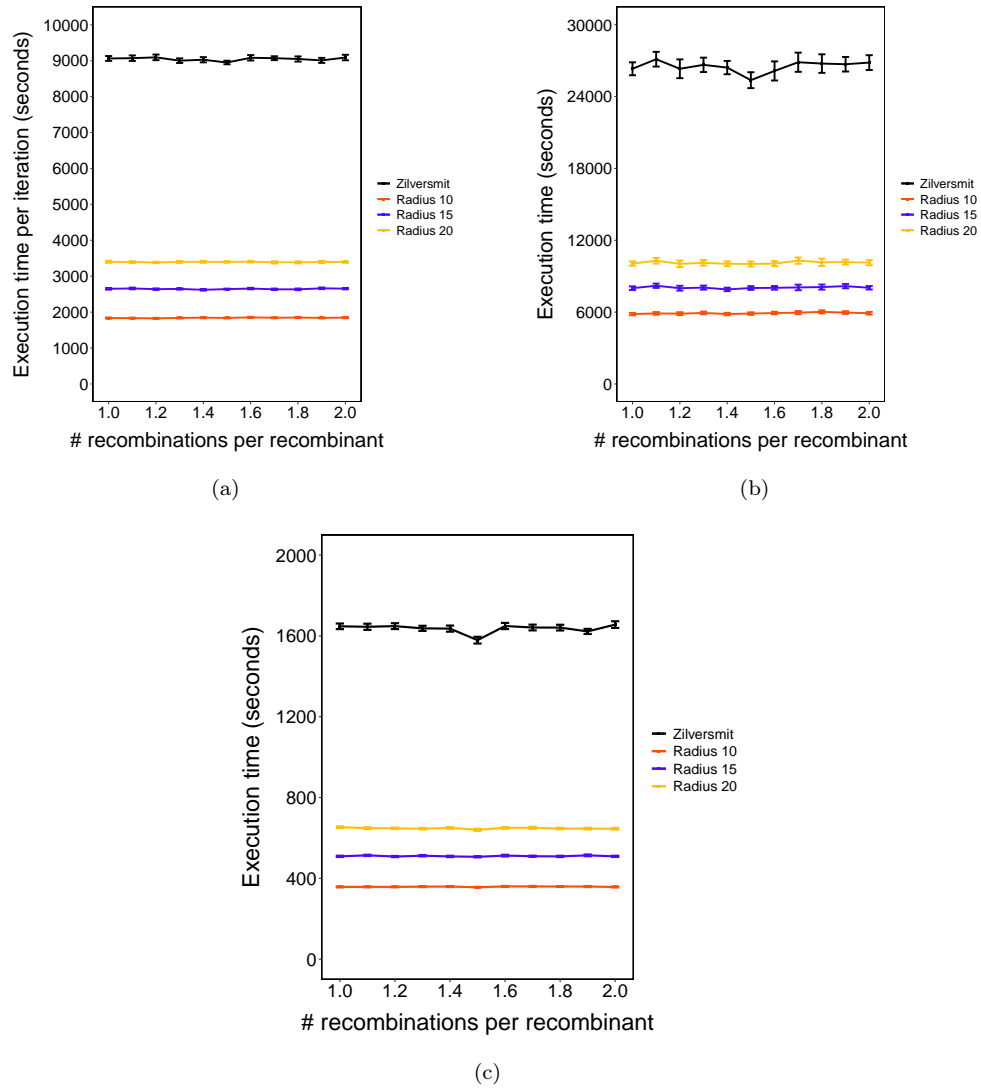 Execution time per iteration (seconds)
10000
9000
8000
7000
6000
5000
4000
3000
2000
1000
0
1.0 1.2 1.4 1.6 1.8 2.0
# recombinations per recombinant
Zilversmit
Radius 10
Radius 15
Radius 20
(a)
Execution time (seconds)
30000
24000
18000
12000
6000
0
1.0 1.2 1.4 1.6 1.8 2.0
# recombinations per recombinant
Zilversmit
Radius 10
Radius 15
Radius 20
(b)
Execution time (seconds)
2000
1600
1200
800
400
0
1.0 1.2 1.4 1.6 1.8 2.0
# recombinations per recombinant
Zilversmit
Radius 10
Radius 15
Radius 20
(c)